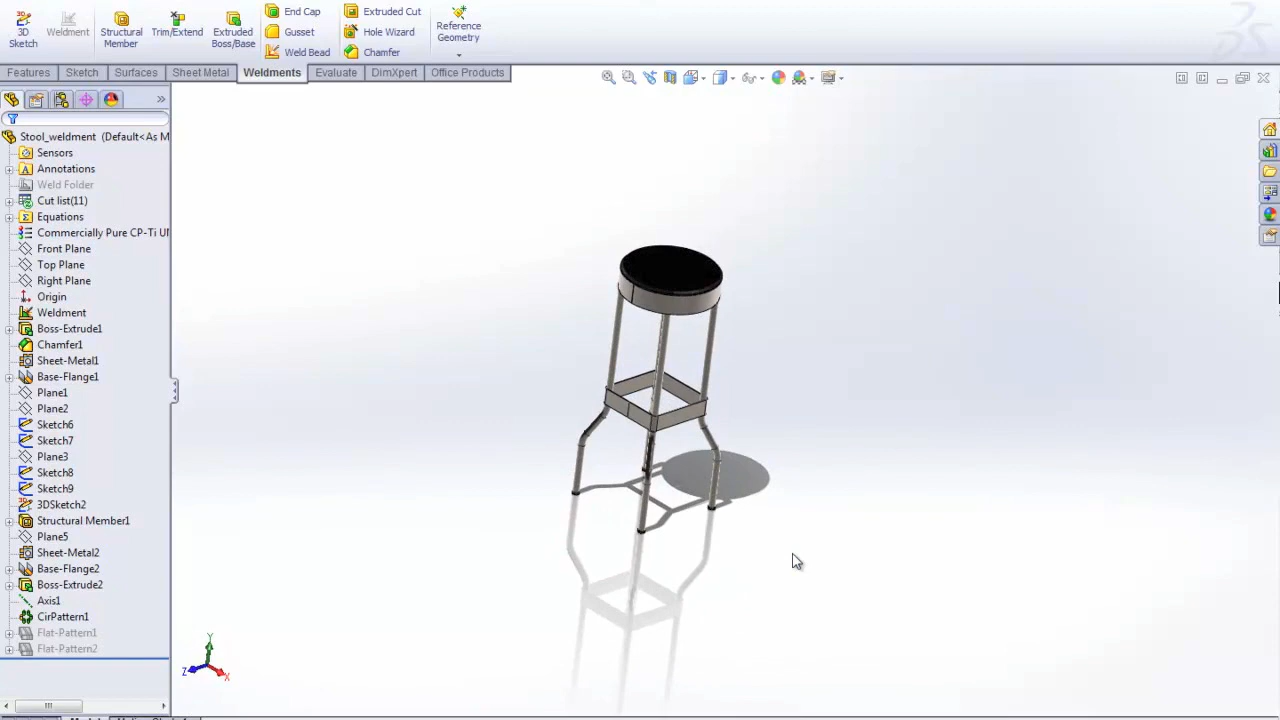 3D Sketch
Weldment
Structural Member
Trim/Extend
Extruded Boss/Base
End Cap
Gusset
Weld Bead
Extruded Cut
Hole Wizard
Chamfer
Reference Geometry
Features Sketch Surfaces Sheet Metal Weldments Evaluate DimXpert Office Products
Stool_weldment (Default<As M
Sensors
Annotations
Weld Folder
Cut list(11)
Equations
Commercially Pure CP-Ti U
Front Plane
Top Plane
Right Plane
Origin
Weldment
Boss-Extrude1
Chamfer1
Sheet-Metal1
Base-Flange1
Plane1
Plane2
Sketch6
Sketch7
Plane3
Sketch8
Sketch9
3DSketch2
Structural Member1
Plane5
Sheet-Metal2
Base-Flange2
Boss-Extrude2
Axis1
CirPattern1
Flat-Pattern1
Flat-Pattern2
Y
Z
X